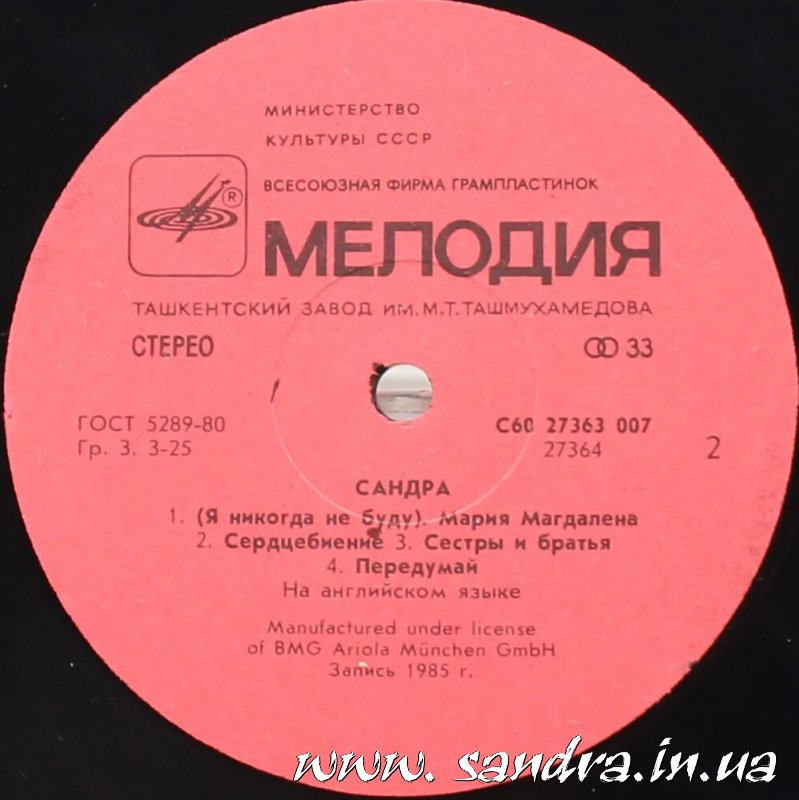 МИНИСТЕРСТВО
КУЛЬТУРЫ СССР
ВСЕСОЮЗНАЯ ФИРМА ГРАМПЛАСТИНОК
®
МЕЛОДИЯ
ТАШКЕНТСКИЙ ЗАВОД ИМ. М.Т. ТАШМУХАМЕДОВА
СТЕРЕО
33
ГОСТ 5289-80
С60 27363 007
Гр. 3. 3-25
27364
2
САНДРА
1. (Я никогда не буду). Мария Магдалена
2. Сердцебиение 3. Сестры и братья
4. Передумай
На английском языке
Manufactured under license
of BMG Ariola München GmbH
Запись 1985 г.
www. sandra.in.ua